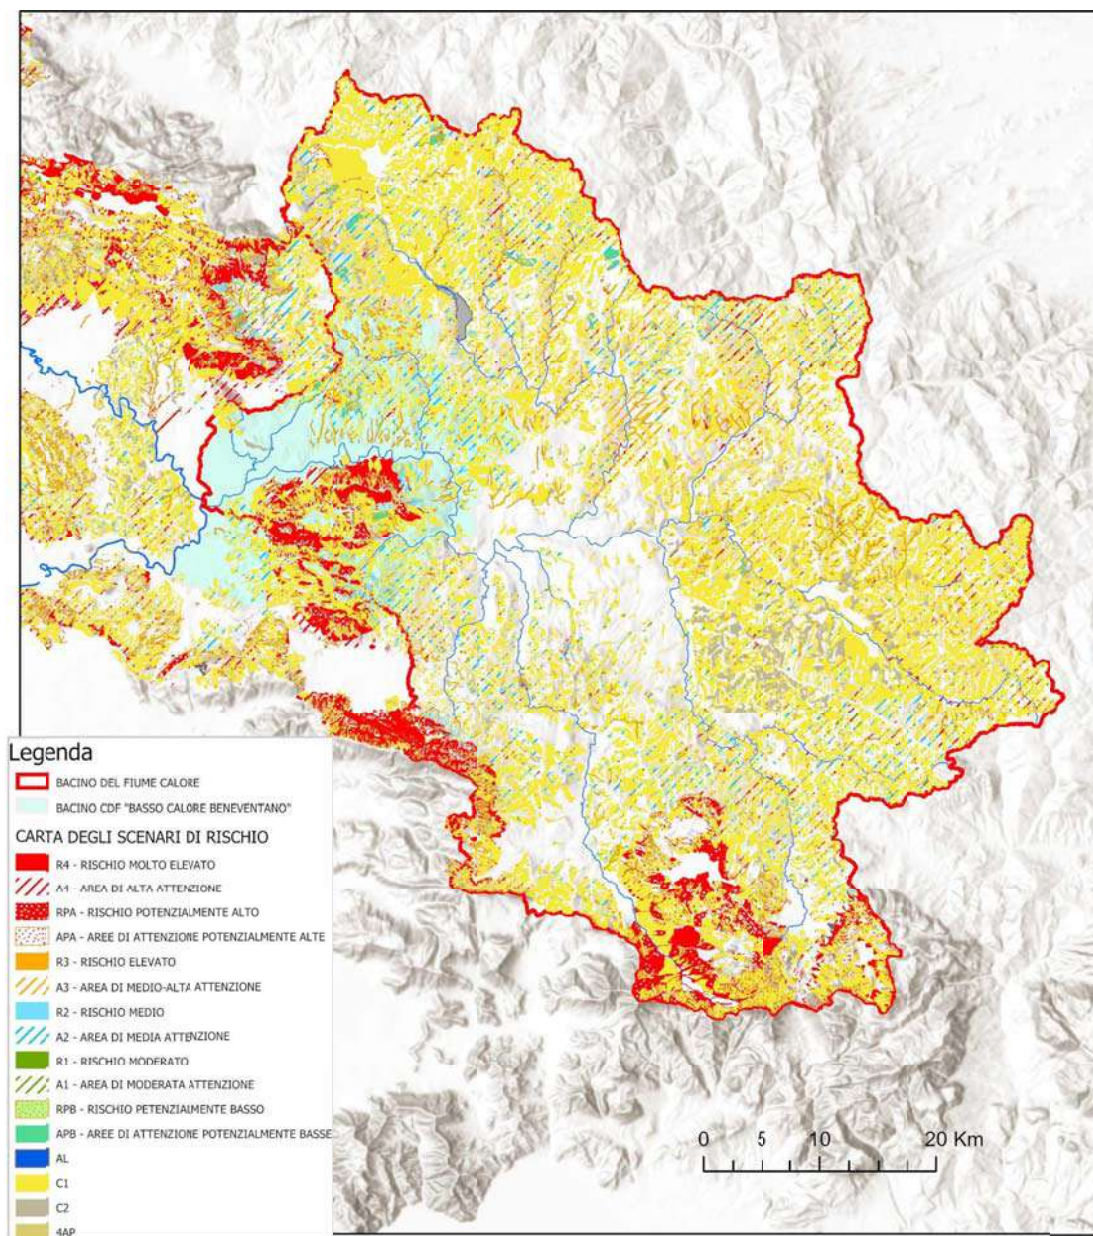 Legenda
BACINO DEL FIUME CALORE
BACINO CDF "BASSO CALORE BENEVENTANO"
CARTA DEGLI SCENARI DI RISCHIO
R4 - RISCHIO MOLTO ELEVATO
A4 - AREA DI ALTA ATTENZIONE
RPA - RISCHIO POTENZIALMENTE ALTO
APA - AREE DI ATTENZIONE POTENZIALMENTE ALTE
R3 - RISCHIO ELEVATO
A3 - AREA DI MEDIO-ALTA ATTENZIONE
R2 - RISCHIO MEDIO
A2 - AREA DI MEDIA ATTENZIONE
R1 - RISCHIO MODERATO
A1 - AREA DI MODERATA ATTENZIONE
RPB - RISCHIO PETENZIALMENTE BASSO
APB - AREE DI ATTENZIONE POTENZIALMENTE BASSE
AL
C1
C2
4AP
0 5 10 20 Km